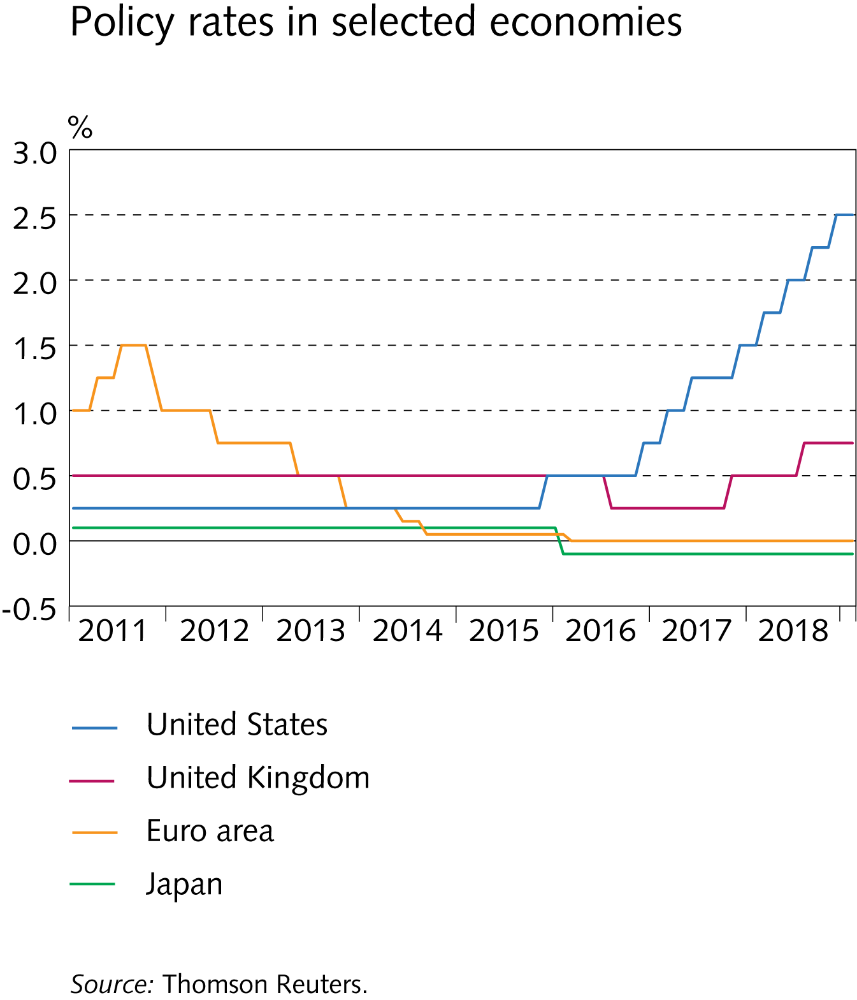 Policy rates in selected economies
%
3.0
2.5
2.0
1.5
1.0
0.5
0.0
-0.5
2011 2012 2013 2014 2015 2016 2017 2018
United States
United Kingdom
Euro area
Japan
Source: Thomson Reuters.